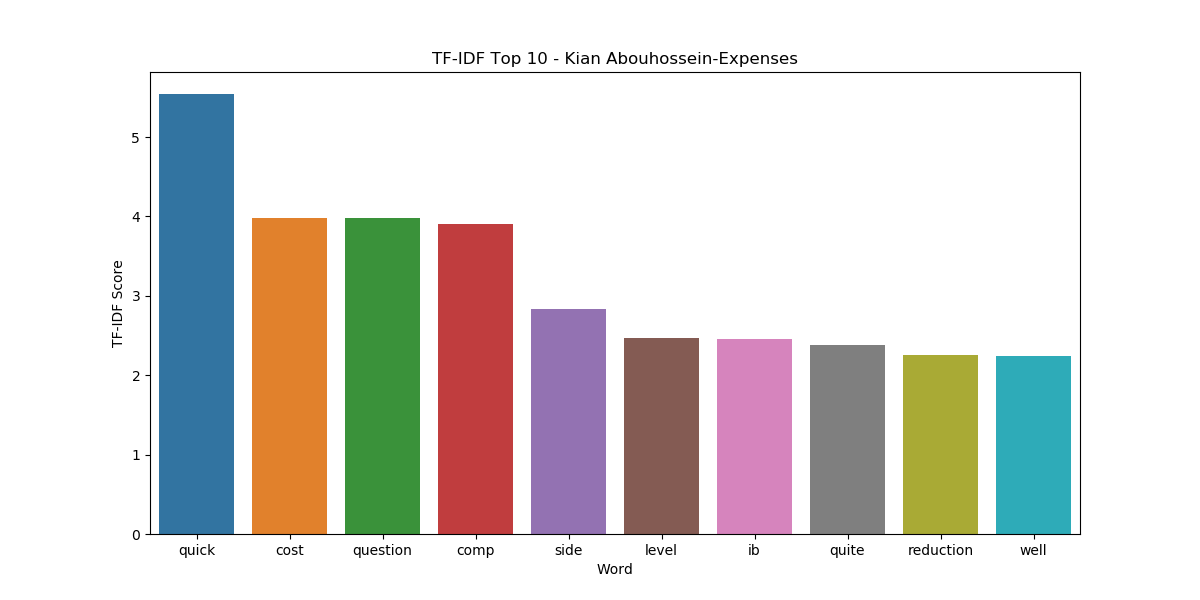 TF-IDF Top 10 - Kian Abouhossein-Expenses
TF-IDF Score
5
4
3
2
1
0
quick cost question comp side level ib quite reduction well
Word